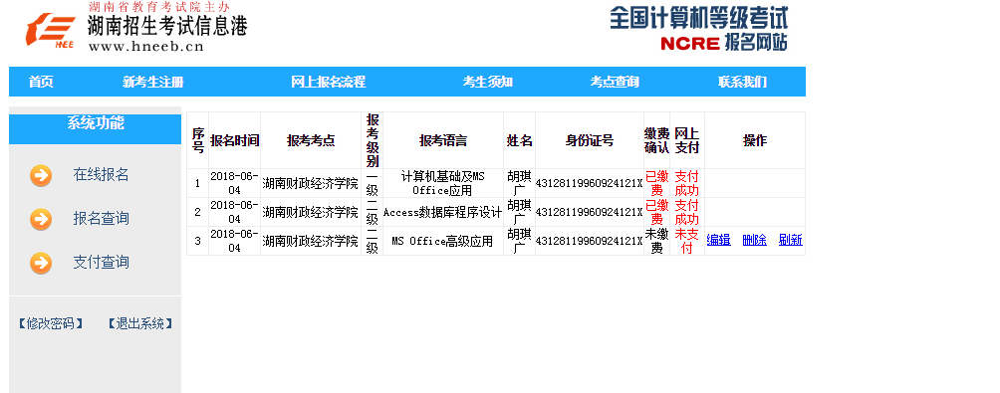 湖南省教育考试院主办
湖南招生考试信息港
www.hneeb.cn
HNEE
全国计算机等级考试
NCRE 报名网站
首页 新考生注册 网上报名流程 考生须知 考点查询 联系我们
系统功能
在线报名
报名查询
支付查询
【修改密码】 【退出系统】
序号 报名时间 报考考点 报考级别 报考语言 姓名 身份证号 缴费确认 网上支付 操作
1 2018-06-04 湖南财政经济学院 一级 计算机基础及MS Office应用 胡琪广 43128119960924121X 已缴费 支付成功
2 2018-06-04 湖南财政经济学院 二级 Access数据库程序设计 胡琪广 43128119960924121X 已缴费 支付成功
3 2018-06-04 湖南财政经济学院 二级 MS Office高级应用 胡琪广 43128119960924121X 未缴费 未支付 编辑 删除 刷新